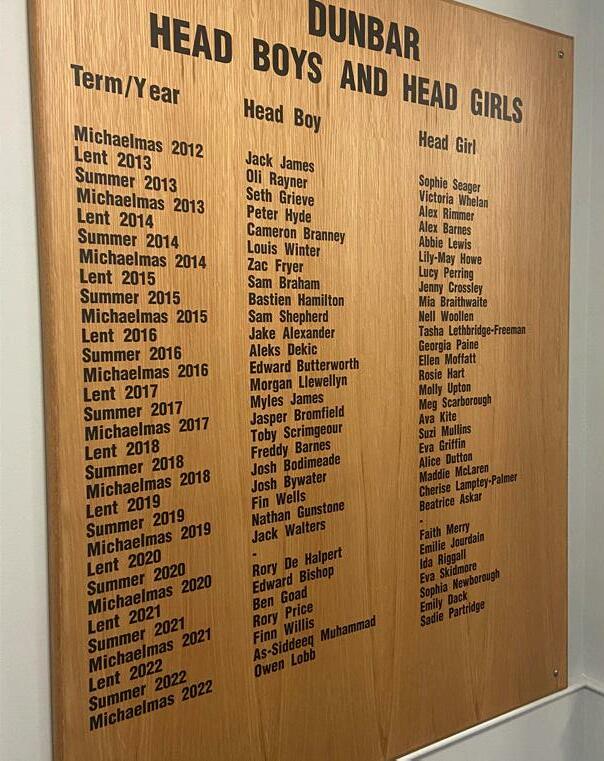 DUNBAR
HEAD BOYS AND HEAD GIRLS
Term/Year Head Boy Head Girl
Michaelmas 2012 Jack James Sophie Seager
Lent 2013 Oli Rayner Victoria Whelan
Summer 2013 Seth Grieve Alex Rimmer
Michaelmas 2013 Peter Hyde Alex Barnes
Lent 2014 Cameron Branney Abbie Lewis
Summer 2014 Louis Winter Lily-May Howe
Michaelmas 2014 Zac Fryer Lucy Perring
Lent 2015 Sam Braham Jenny Crossley
Summer 2015 Bastien Hamilton Mia Braithwaite
Michaelmas 2015 Sam Shepherd Nell Woollen
Lent 2016 Jake Alexander Tasha Lethbridge-Freeman
Summer 2016 Aleks Dekic Georgia Paine
Michaelmas 2016 Edward Butterworth Ellen Moffatt
Lent 2017 Morgan Llewellyn Rosie Hart
Summer 2017 Myles James Molly Upton
Michaelmas 2017 Jasper Bromfield Meg Scarborough
Lent 2018 Toby Scrimgeour Ava Kite
Summer 2018 Freddy Barnes Suzi Mullins
Michaelmas 2018 Josh Bodimeade Eva Griffin
Lent 2019 Josh Bywater Alice Dutton
Summer 2019 Fin Wells Maddie McLaren
Michaelmas 2019 Nathan Gunstone Cherise Lamptey-Palmer
Lent 2020 Jack Walters Beatrice Askar
Summer 2020 - -
Michaelmas 2020 Rory De Halpert Faith Merry
Lent 2021 Edward Bishop Emilie Jourdain
Summer 2021 Ben Goad Ida Riggall
Michaelmas 2021 Rory Price Eva Skidmore
Lent 2022 Finn Willis Sophia Newborough
Summer 2022 As-Siddeeq Muhammad Emily Dack
Michaelmas 2022 Owen Lobb Sadie Partridge